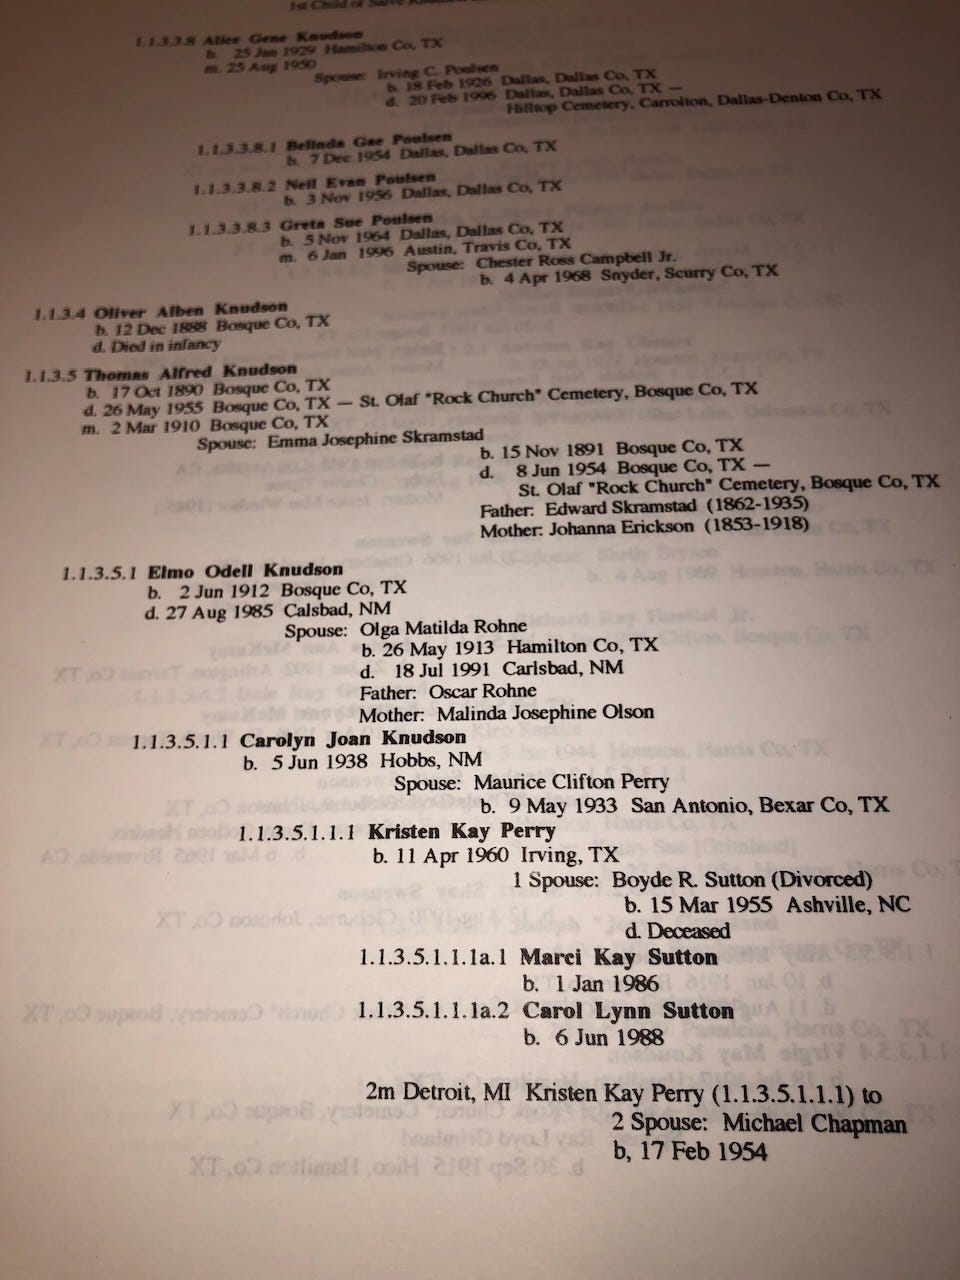 1st Child of
1.1.3.3.8 Alice Gene Knudson
b. 25 Jan 1929 Hamilton Co, TX
m. 25 Aug 1950
Spouse: Irving C. Poulsen
b. 18 Feb 1926 Dallas, Dallas Co, TX
d. 20 Feb 1996 Dallas, Dallas Co, TX —
Hilltop Cemetery, Carrolton, Dallas-Denton Co, TX
1.1.3.3.8.1 Belinda Gae Poulsen
b. 7 Dec 1954 Dallas, Dallas Co, TX
1.1.3.3.8.2 Neil Evan Poulsen
b. 3 Nov 1956 Dallas, Dallas Co, TX
1.1.3.3.8.3 Greta Sue Poulsen
b. 5 Nov 1964 Dallas, Dallas Co, TX
m. 6 Jan 1996 Austin, Travis Co, TX
Spouse: Chester Ross Campbell Jr.
b. 4 Apr 1968 Snyder, Scurry Co, TX
1.1.3.4 Oliver Alben Knudson
b. 12 Dec 1888 Bosque Co, TX
d. Died in infancy
1.1.3.5 Thomas Alfred Knudson
b. 17 Oct 1890 Bosque Co, TX
d. 26 May 1955 Bosque Co, TX — St. Olaf "Rock Church" Cemetery, Bosque Co, TX
m. 2 Mar 1910 Bosque Co, TX
Spouse: Emma Josephine Skramstad
b. 15 Nov 1891 Bosque Co, TX
d. 8 Jun 1954 Bosque Co, TX —
St. Olaf "Rock Church" Cemetery, Bosque Co, TX
Father: Edward Skramstad (1862-1935)
Mother: Johanna Erickson (1853-1918)
1.1.3.5.1 Elmo Odell Knudson
b. 2 Jun 1912 Bosque Co, TX
d. 27 Aug 1985 Calsbad, NM
Spouse: Olga Matilda Rohne
b. 26 May 1913 Hamilton Co, TX
d. 18 Jul 1991 Carlsbad, NM
Father: Oscar Rohne
Mother: Malinda Josephine Olson
1.1.3.5.1.1 Carolyn Joan Knudson
b. 5 Jun 1938 Hobbs, NM
Spouse: Maurice Clifton Perry
b. 9 May 1933 San Antonio, Bexar Co, TX
1.1.3.5.1.1.1 Kristen Kay Perry
b. 11 Apr 1960 Irving, TX
1 Spouse: Boyde R. Sutton (Divorced)
b. 15 Mar 1955 Ashville, NC
d. Deceased
1.1.3.5.1.1.1a.1 Marci Kay Sutton
b. 1 Jan 1986
1.1.3.5.1.1.1a.2 Carol Lynn Sutton
b. 6 Jun 1988
2m Detroit, MI Kristen Kay Perry (1.1.3.5.1.1.1) to
2 Spouse: Michael Chapman
b, 17 Feb 1954